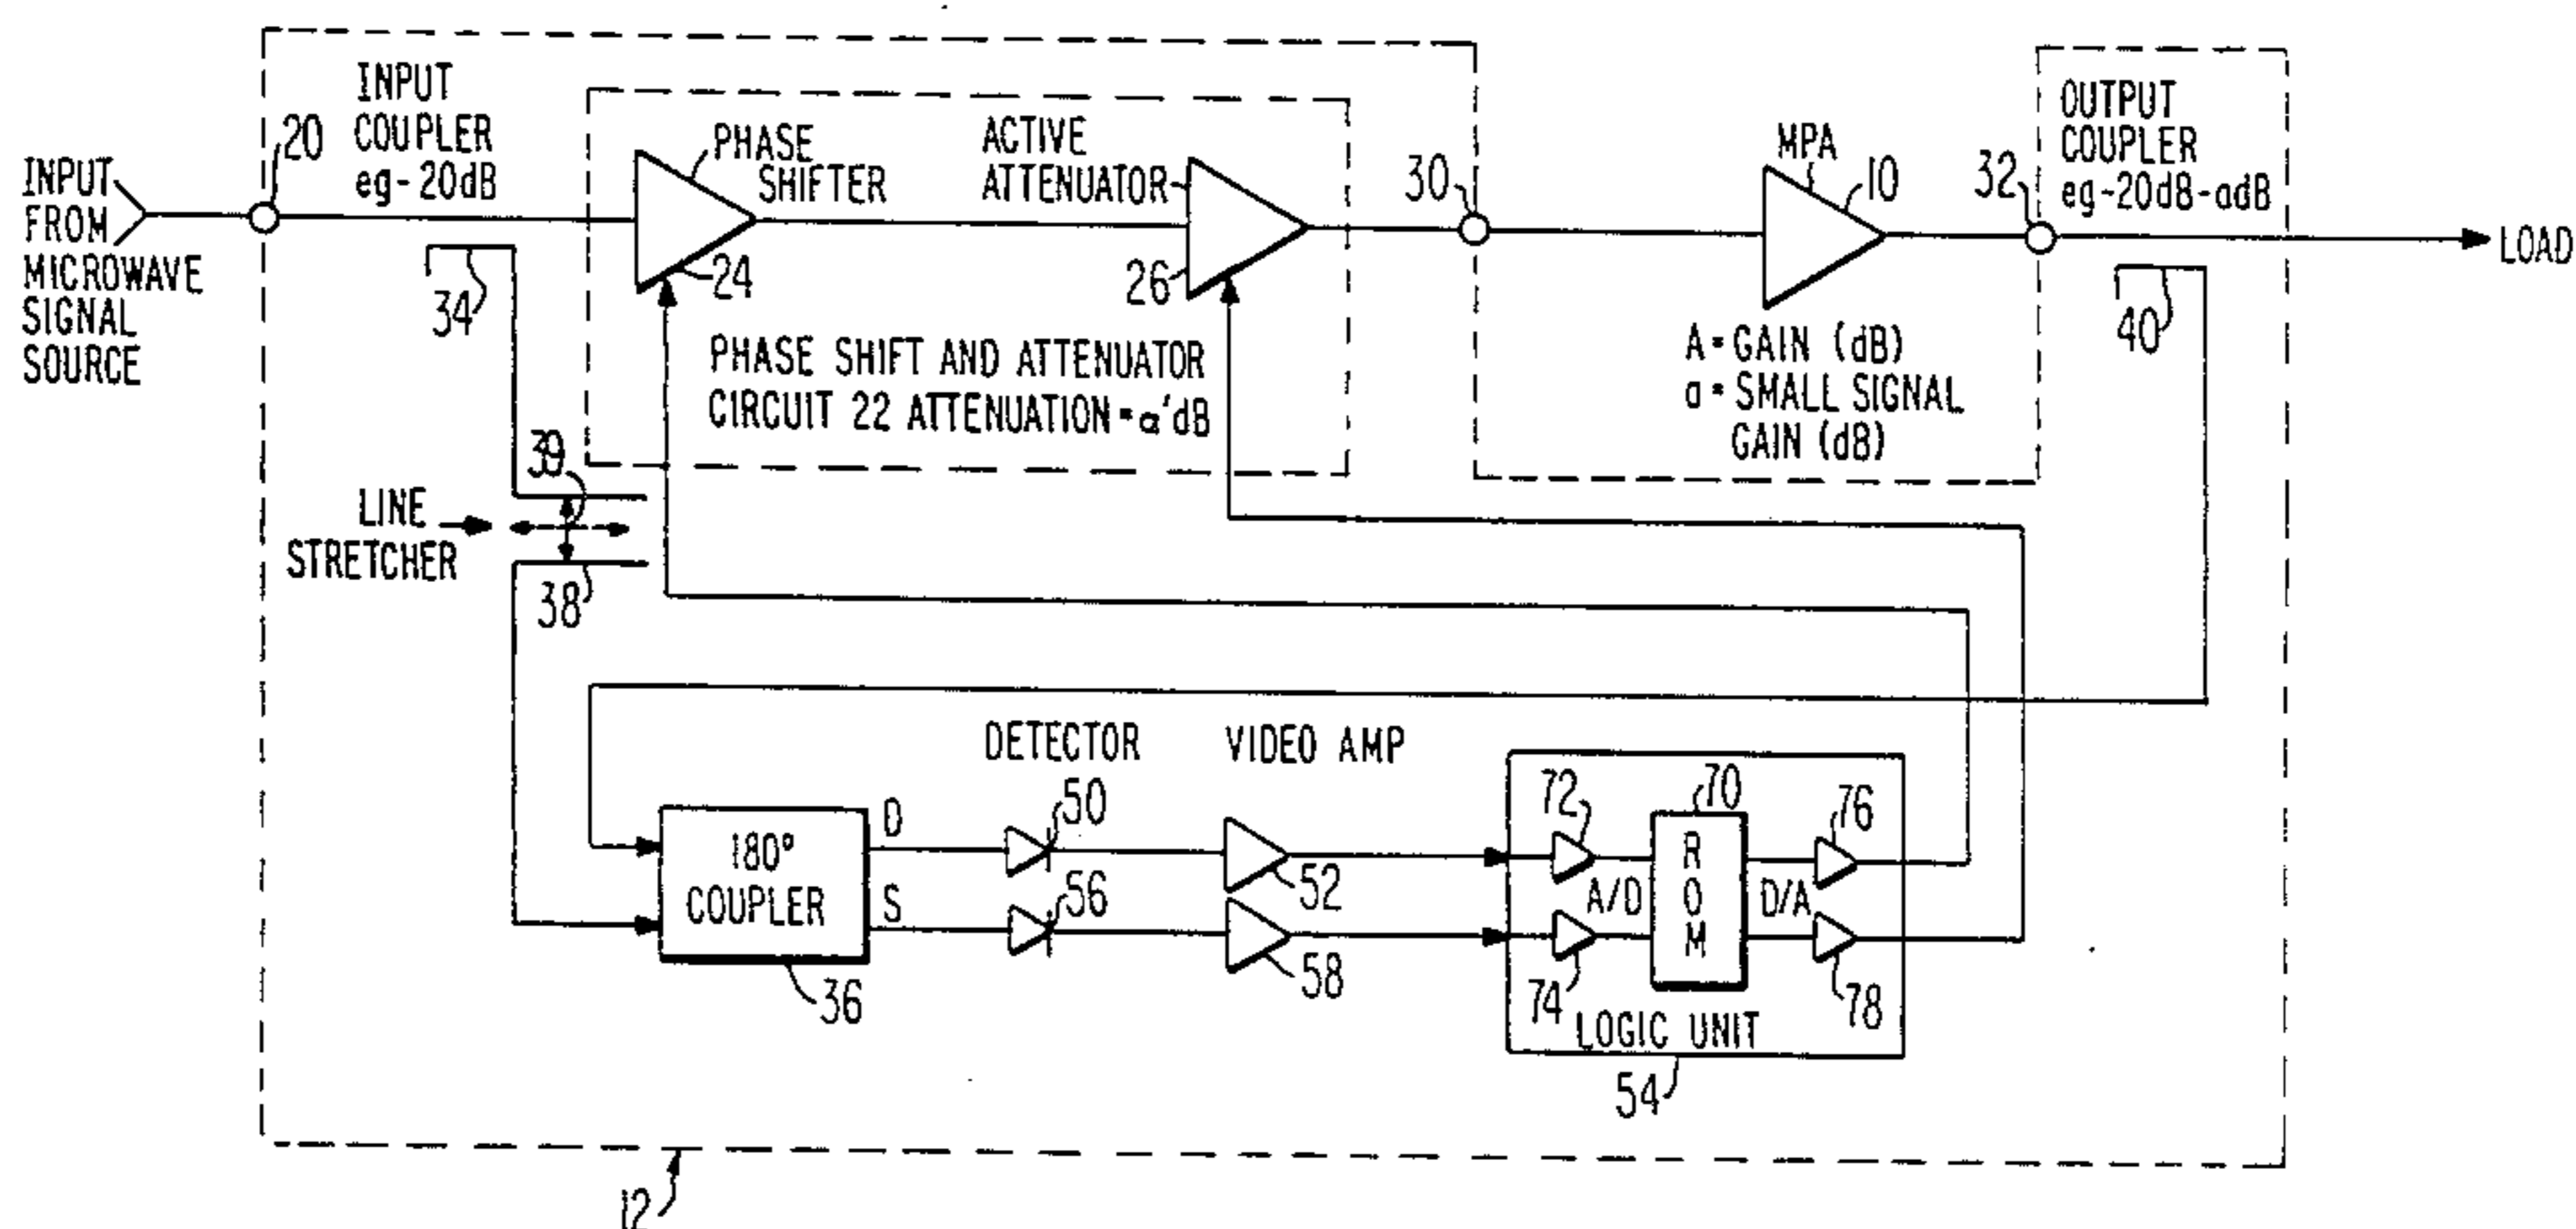 INPUT
FROM
MICROWAVE
SIGNAL
SOURCE
20
INPUT
COUPLER
eg-20dB
34
PHASE
SHIFTER
24
ACTIVE
ATTENUATOR
26
PHASE SHIFT AND ATTENUATOR
CIRCUIT 22 ATTENUATION=a'dB
30
MPA
10
A=GAIN (dB)
a=SMALL SIGNAL
GAIN (dB)
32
OUTPUT
COUPLER
eg-20dB-adB
40
LOAD
39
LINE
STRETCHER
38
180°
COUPLER
36
D
S
DETECTOR
50
56
VIDEO AMP
52
58
72
74
A/D
70
R
O
M
D/A
76
78
LOGIC UNIT
54
12